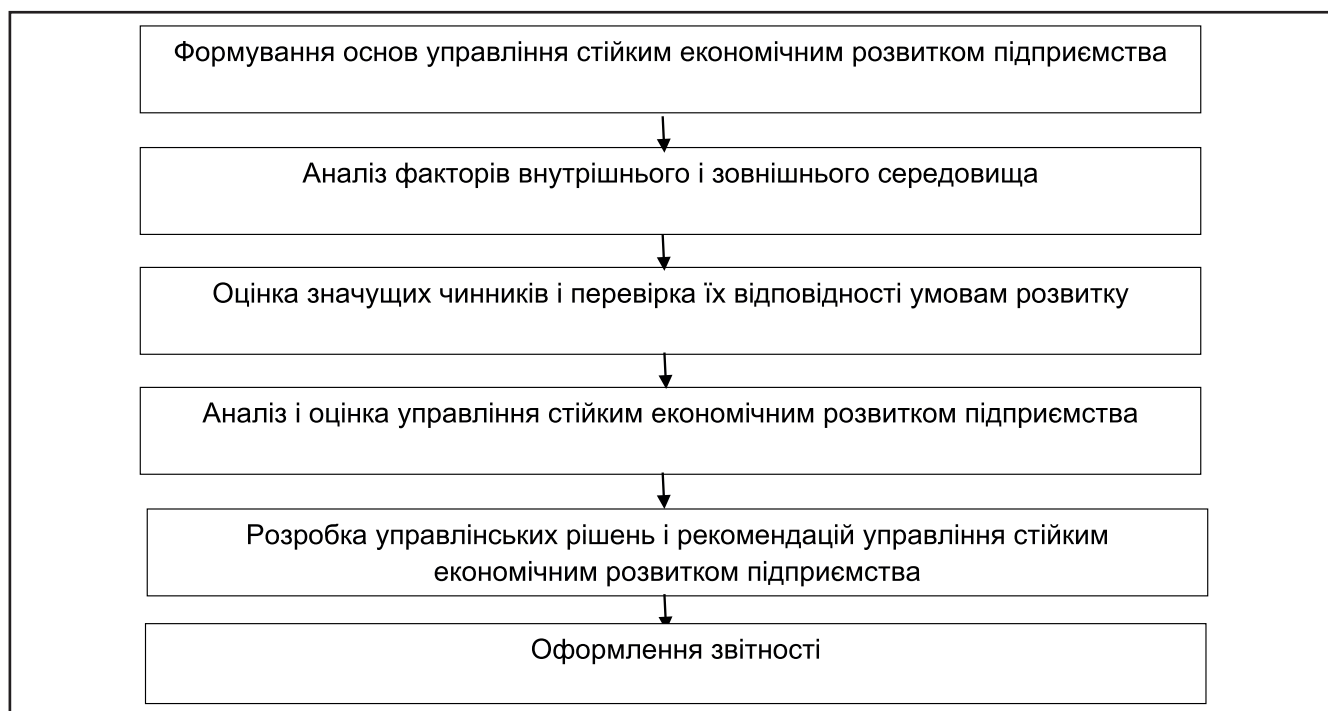 Формування основ управління стійким економічним розвитком підприємства
Аналіз факторів внутрішнього і зовнішнього середовища
Оцінка значущих чинників і перевірка їх відповідності умовам розвитку
Аналіз і оцінка управління стійким економічним розвитком підприємства
Розробка управлінських рішень і рекомендацій управління стійким
економічним розвитком підприємства
Оформлення звітності